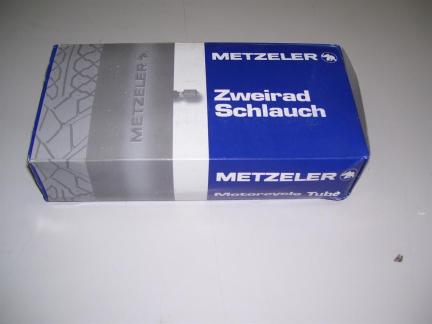 METZELER
METZELER
Zweirad
Schlauch
METZELER
Motorcycle Tube